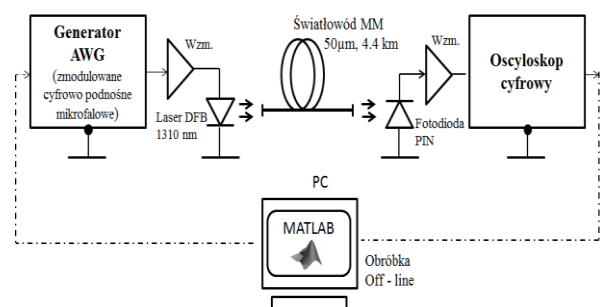 Generator
AWG
(zmodulowane
cyfrowo podnośne
mikrofalowe)
Wzm.
Laser DFB
1310 nm
Światłowód MM
50µm, 4.4 km
Wzm.
Fotodioda
PIN
Oscyloskop
cyfrowy
PC
MATLAB
Obróbka
Off - line